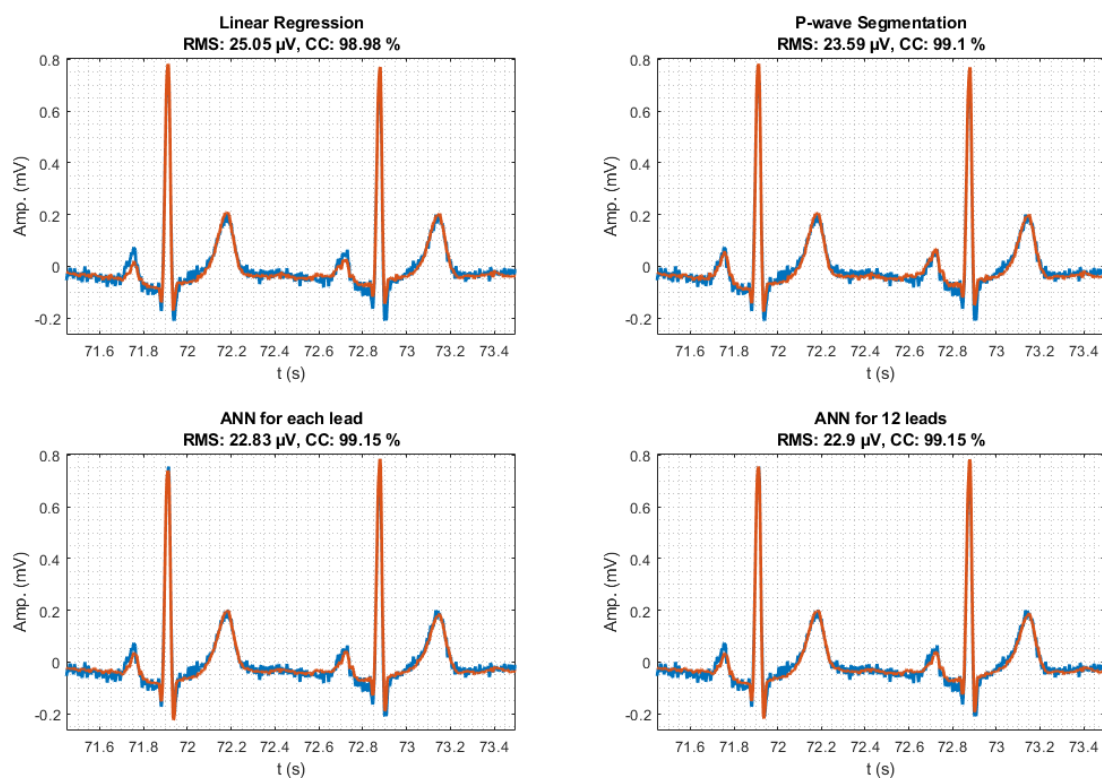 Linear Regression
RMS: 25.05 µV, CC: 98.98 %
0.8
0.6
0.4
0.2
0
-0.2
Amp. (mV)
71.6 71.8 72 72.2 72.4 72.6 72.8 73 73.2 73.4
t (s)
P-wave Segmentation
RMS: 23.59 µV, CC: 99.1 %
0.8
0.6
0.4
0.2
0
-0.2
Amp. (mV)
71.6 71.8 72 72.2 72.4 72.6 72.8 73 73.2 73.4
t (s)
ANN for each lead
RMS: 22.83 µV, CC: 99.15 %
0.8
0.6
0.4
0.2
0
-0.2
Amp. (mV)
71.6 71.8 72 72.2 72.4 72.6 72.8 73 73.2 73.4
t (s)
ANN for 12 leads
RMS: 22.9 µV, CC: 99.15 %
0.8
0.6
0.4
0.2
0
-0.2
Amp. (mV)
71.6 71.8 72 72.2 72.4 72.6 72.8 73 73.2 73.4
t (s)